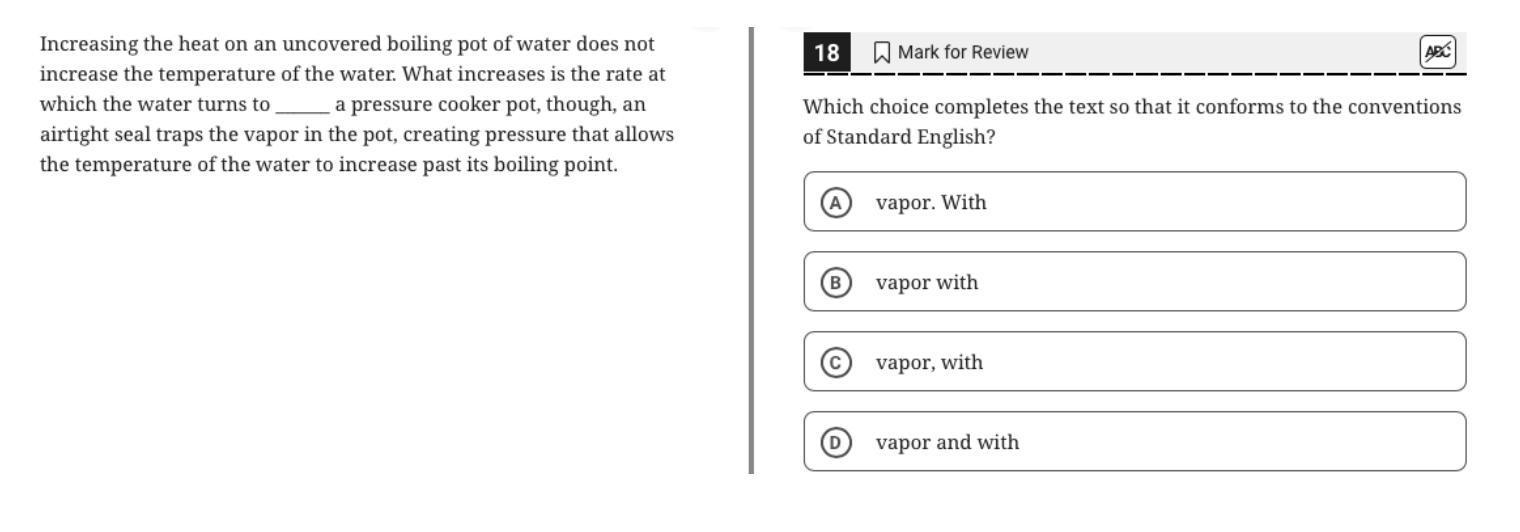 Increasing the heat on an uncovered boiling pot of water does not
increase the temperature of the water. What increases is the rate at
which the water turns to ______ a pressure cooker pot, though, an
airtight seal traps the vapor in the pot, creating pressure that allows
the temperature of the water to increase past its boiling point.
18 Mark for Review ABC
Which choice completes the text so that it conforms to the conventions
of Standard English?
A vapor. With
B vapor with
C vapor, with
D vapor and with